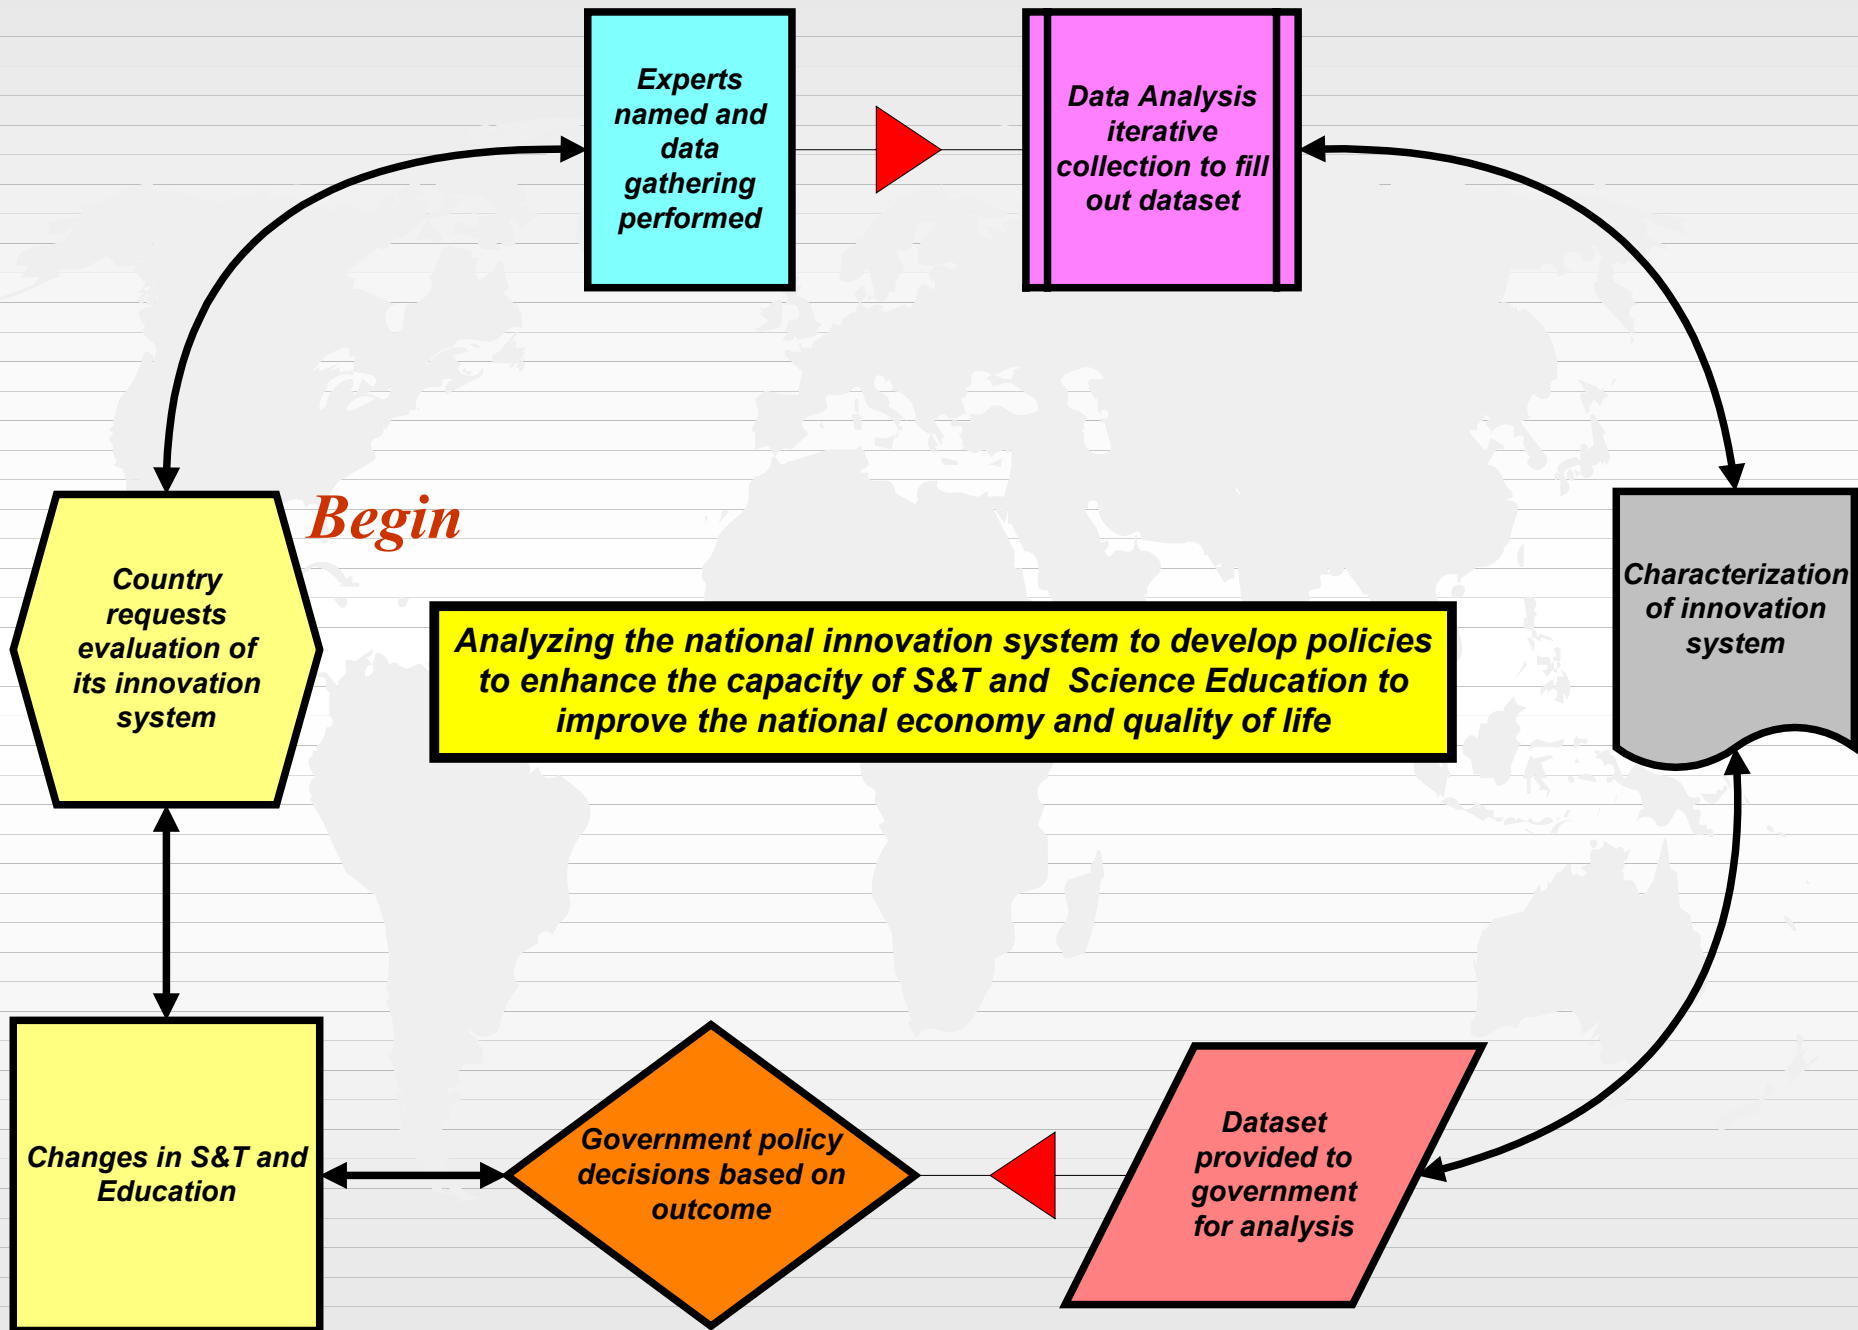 Experts
named and
data
gathering
performed
Data Analysis
iterative
collection to fill
out dataset
Begin
Country
requests
evaluation of
its innovation
system
Analyzing the national innovation system to develop policies
to enhance the capacity of S&T and  Science Education to
improve the national economy and quality of life
Characterization
of innovation
system
Changes in S&T and
Education
Government policy
decisions based on
outcome
Dataset
provided to
government
for analysis